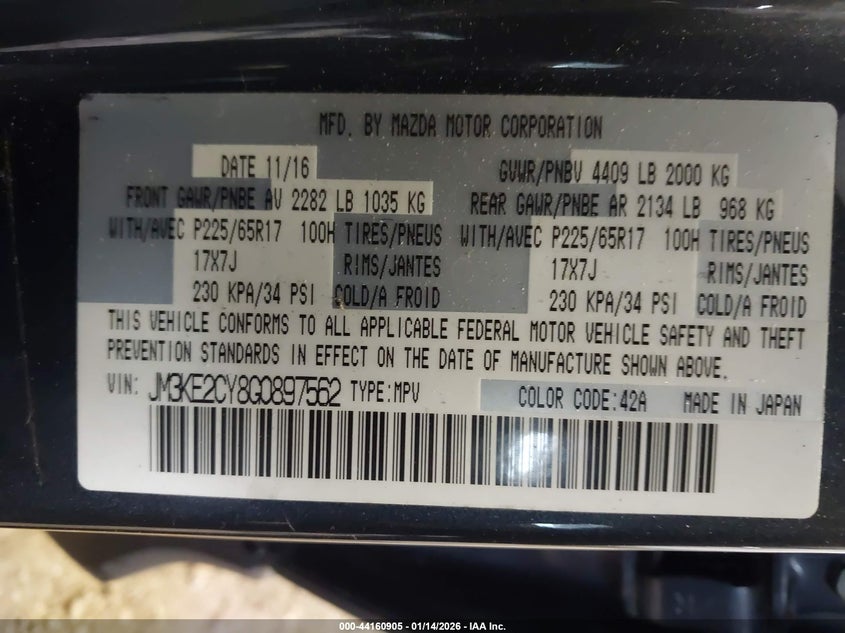 MFD. BY MAZDA MOTOR CORPORATION
DATE 11/16 GVWR/PNBV 4409 LB 2000 KG
FRONT GAWR/PNBE AV 2282 LB 1035 KG REAR GAWR/PNBE AR 2134 LB 968 KG
WITH/AVEC P225/65R17 100H TIRES/PNEUS WITH/AVEC P225/65R17 100H TIRES/PNEUS
17X7J RIMS/JANTES 17X7J RIMS/JANTES
230 KPA/34 PSI COLD/A FROID 230 KPA/34 PSI COLD/A FROID
THIS VEHICLE CONFORMS TO ALL APPLICABLE FEDERAL MOTOR VEHICLE SAFETY AND THEFT
PREVENTION STANDARDS IN EFFECT ON THE DATE OF MANUFACTURE SHOWN ABOVE.
VIN: JM3KE2CY8G0897562 TYPE:MPV COLOR CODE:42A MADE IN JAPAN
000-44160905 - 01/14/2026 - IAA Inc.